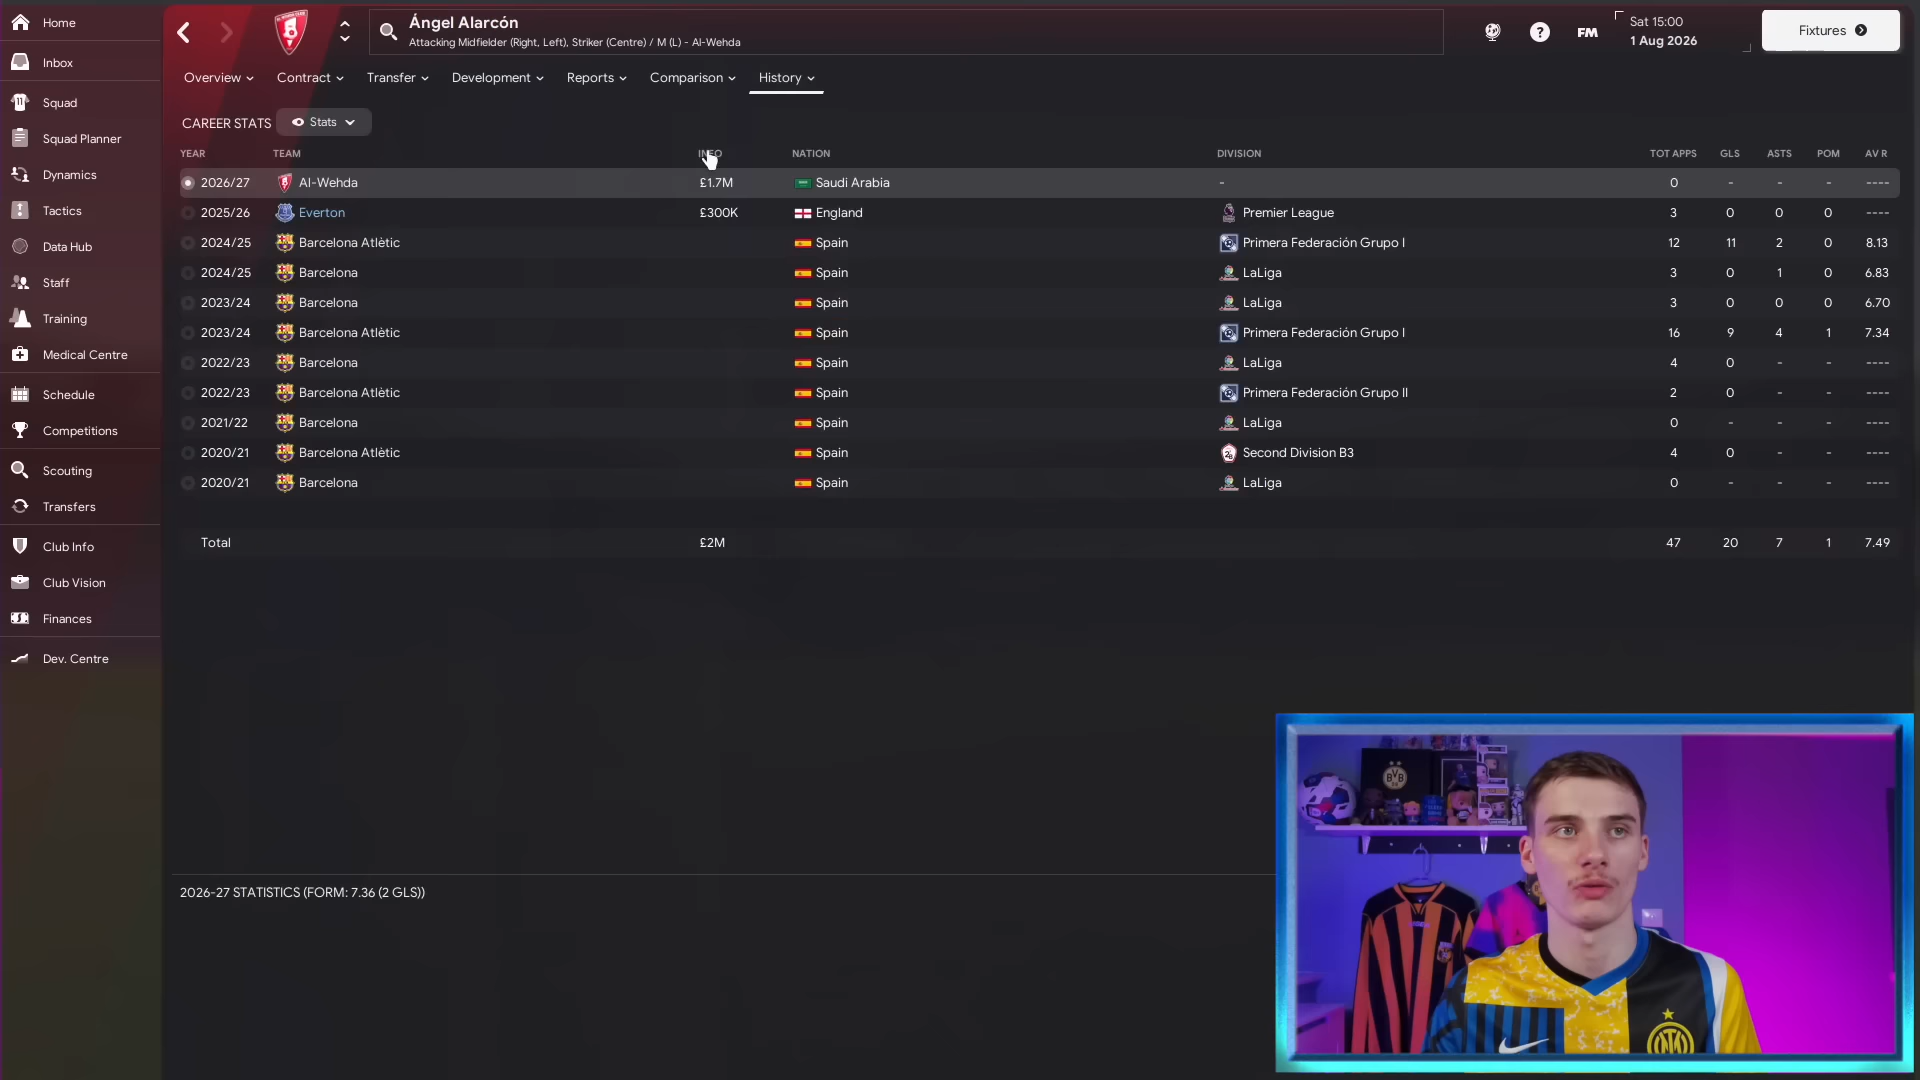 Home
Inbox
Squad
Squad Planner
Dynamics
Tactics
Data Hub
Staff
Training
Medical Centre
Schedule
Competitions
Scouting
Transfers
Club Info
Club Vision
Finances
Dev. Centre
Ángel Alarcón
Attacking Midfielder (Right, Left), Striker (Centre) / M (L) - Al-Wehda
FM
Sat 15:00
1 Aug 2026
Fixtures
Overview Contract Transfer Development Reports Comparison History
CAREER STATS Stats
YEAR TEAM INFO NATION DIVISION TOT APPS GLS ASTS POM AV R
2026/27 Al-Wehda £1.7M Saudi Arabia - 0 - - - ----
2025/26 Everton £300K England Premier League 3 0 0 0 ----
2024/25 Barcelona Atlètic Spain Primera Federación Grupo I 12 11 2 0 8.13
2024/25 Barcelona Spain LaLiga 3 0 1 0 6.83
2023/24 Barcelona Spain LaLiga 3 0 0 0 6.70
2023/24 Barcelona Atlètic Spain Primera Federación Grupo I 16 9 4 1 7.34
2022/23 Barcelona Spain LaLiga 4 0 - - ----
2022/23 Barcelona Atlètic Spain Primera Federación Grupo II 2 0 - - ----
2021/22 Barcelona Spain LaLiga 0 - - - ----
2020/21 Barcelona Atlètic Spain Second Division B3 4 0 - - ----
2020/21 Barcelona Spain LaLiga 0 - - - ----
Total £2M 47 20 7 1 7.49
2026-27 STATISTICS (FORM: 7.36 (2 GLS))
BVB
09